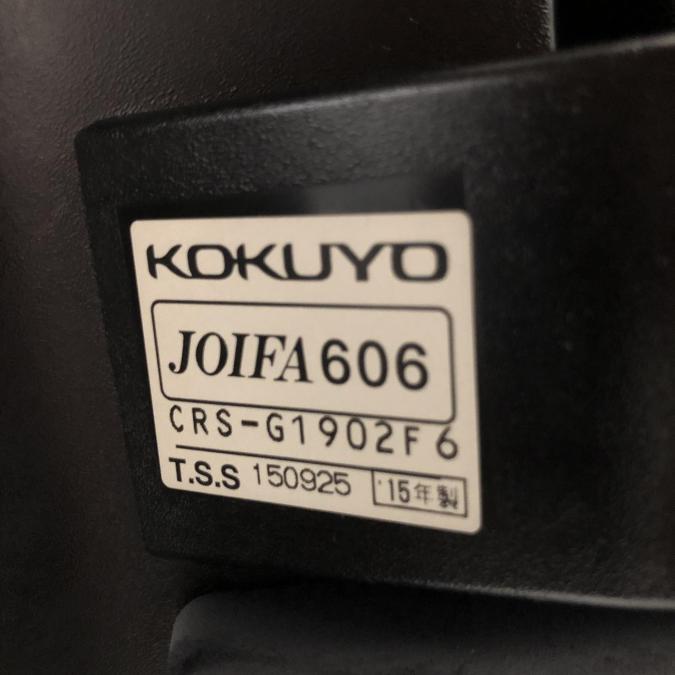 KOKUYO
JOIFA606
CRS-G1902F6
T.S.S 150925 '15年製